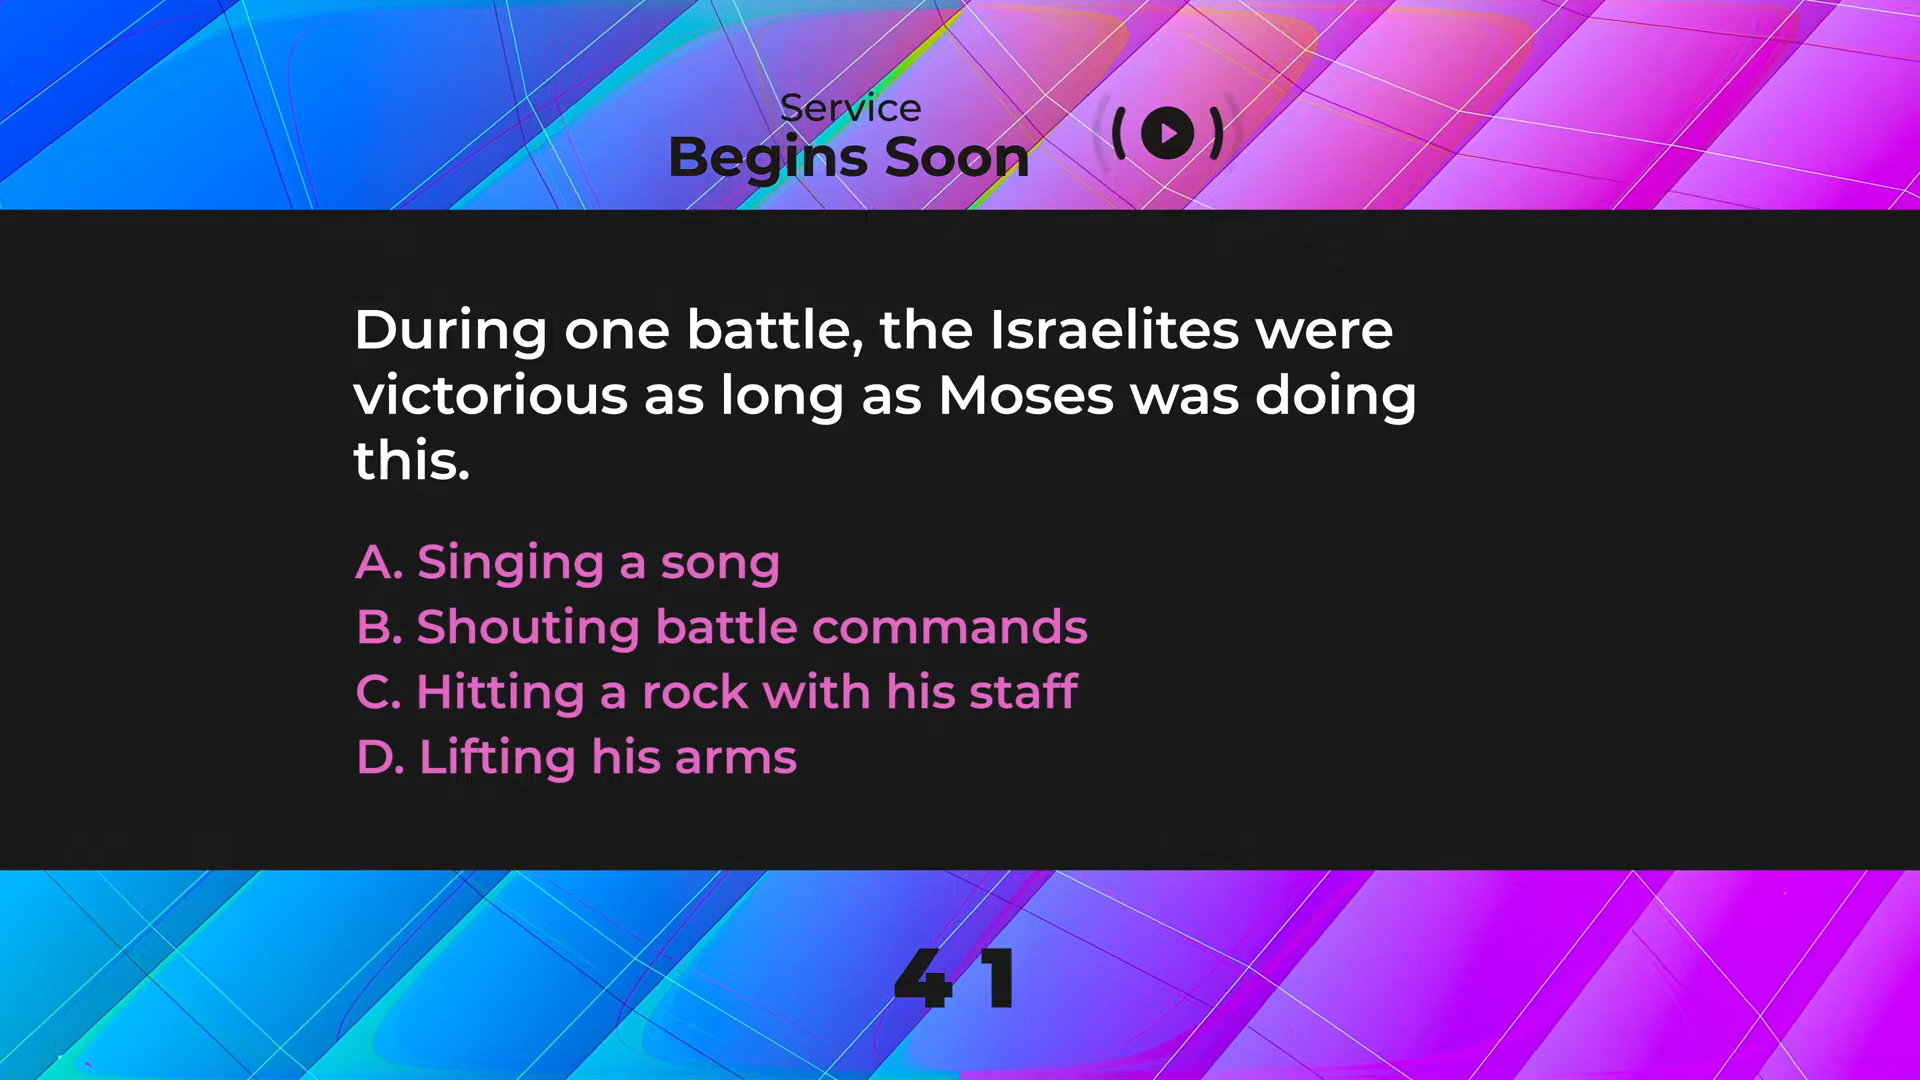 Service
Begins Soon
During one battle, the Israelites were
victorious as long as Moses was doing
this.
A. Singing a song
B. Shouting battle commands
C. Hitting a rock with his staff
D. Lifting his arms
41